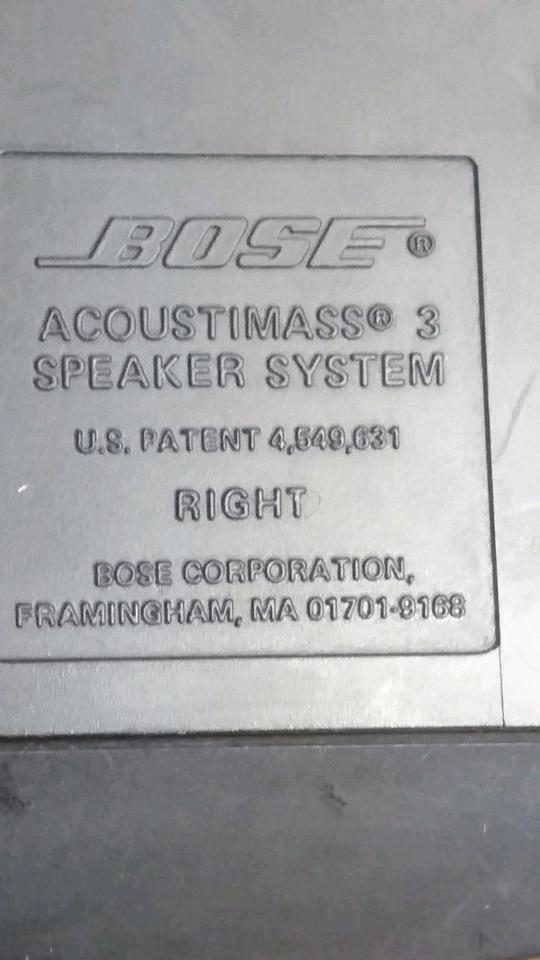 BOSE®
ACOUSTIMASS® 3
SPEAKER SYSTEM
U.S. PATENT 4,549,631
RIGHT
BOSE CORPORATION,
FRAMINGHAM, MA 01701-9168